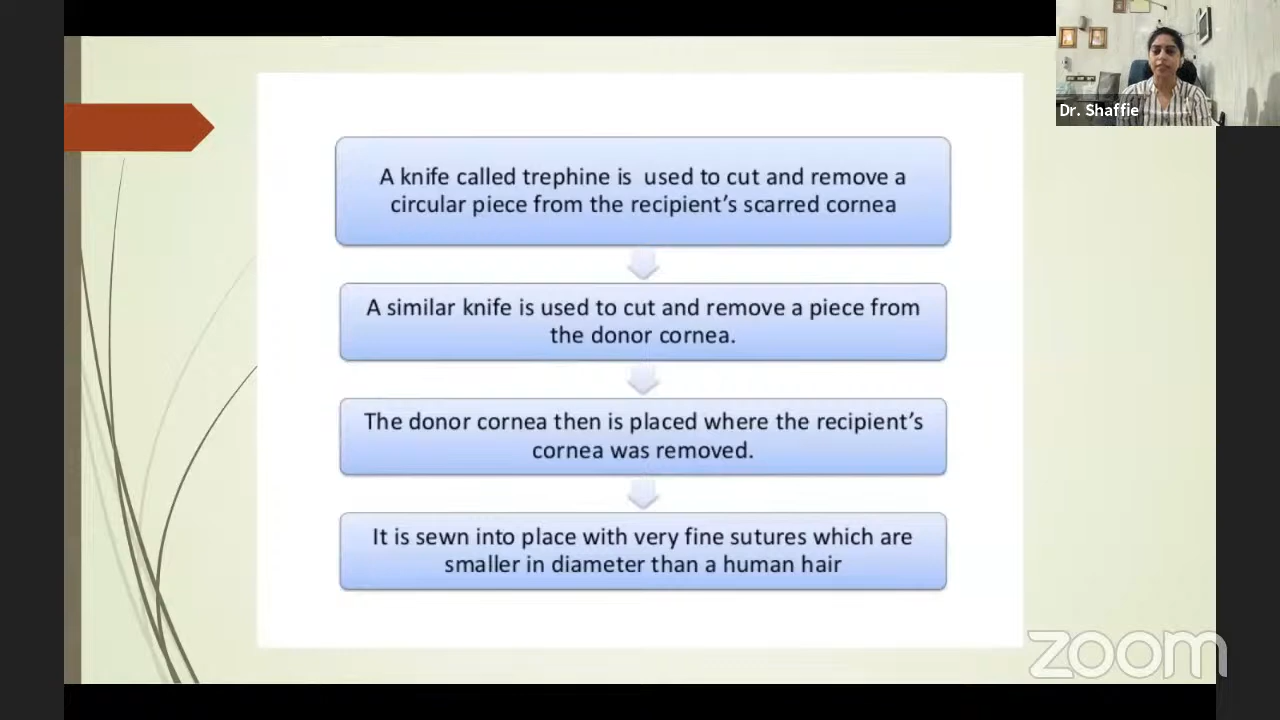 Dr. Shaffie
A knife called trephine is used to cut and remove a
circular piece from the recipient's scarred cornea
A similar knife is used to cut and remove a piece from
the donor cornea.
The donor cornea then is placed where the recipient's
cornea was removed.
It is sewn into place with very fine sutures which are
smaller in diameter than a human hair
zoom